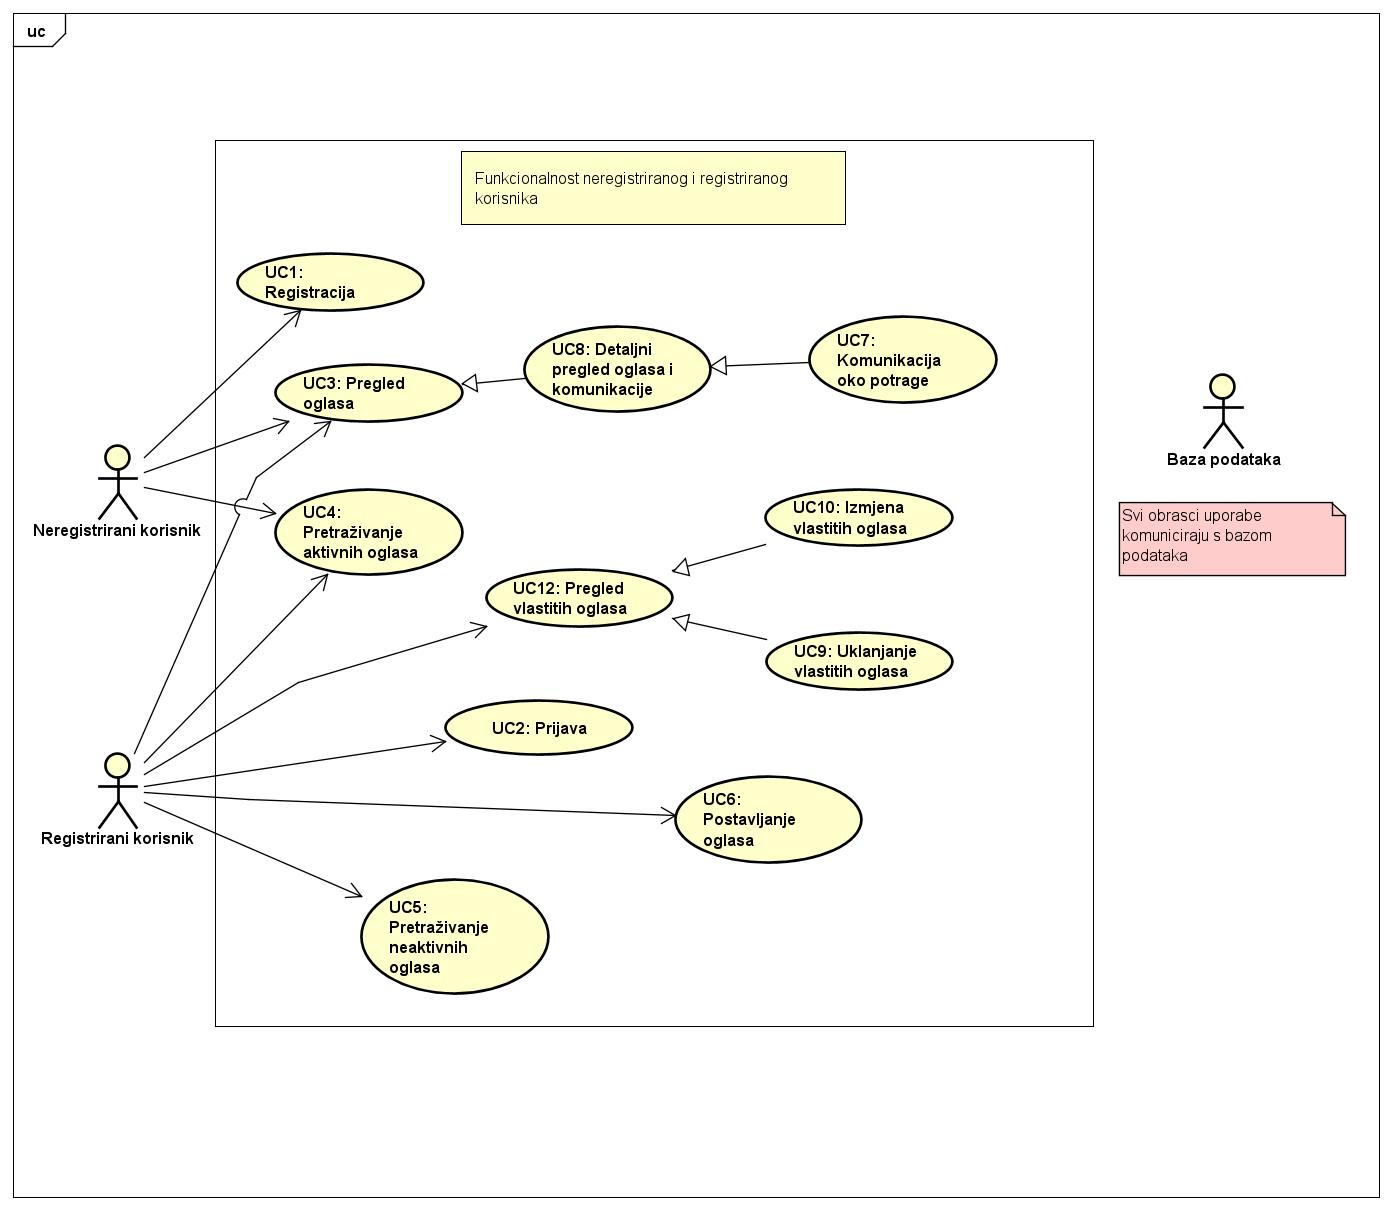 uc
Funkcionalnost neregistriranog i registriranog
korisnika
UC1:
Registracija
UC3: Pregled
oglasa
UC8: Detaljni
pregled oglasa i
komunikacije
UC7:
Komunikacija
oko potrage
Neregistrirani korisnik
UC4:
Pretraživanje
aktivnih oglasa
UC10: Izmjena
vlastitih oglasa
UC12: Pregled
vlastitih oglasa
UC9: Uklanjanje
vlastitih oglasa
UC2: Prijava
Registrirani korisnik
UC6:
Postavljanje
oglasa
UC5:
Pretraživanje
neaktivnih
oglasa
Baza podataka
Svi obrasci uporabe
komuniciraju s bazom
podataka